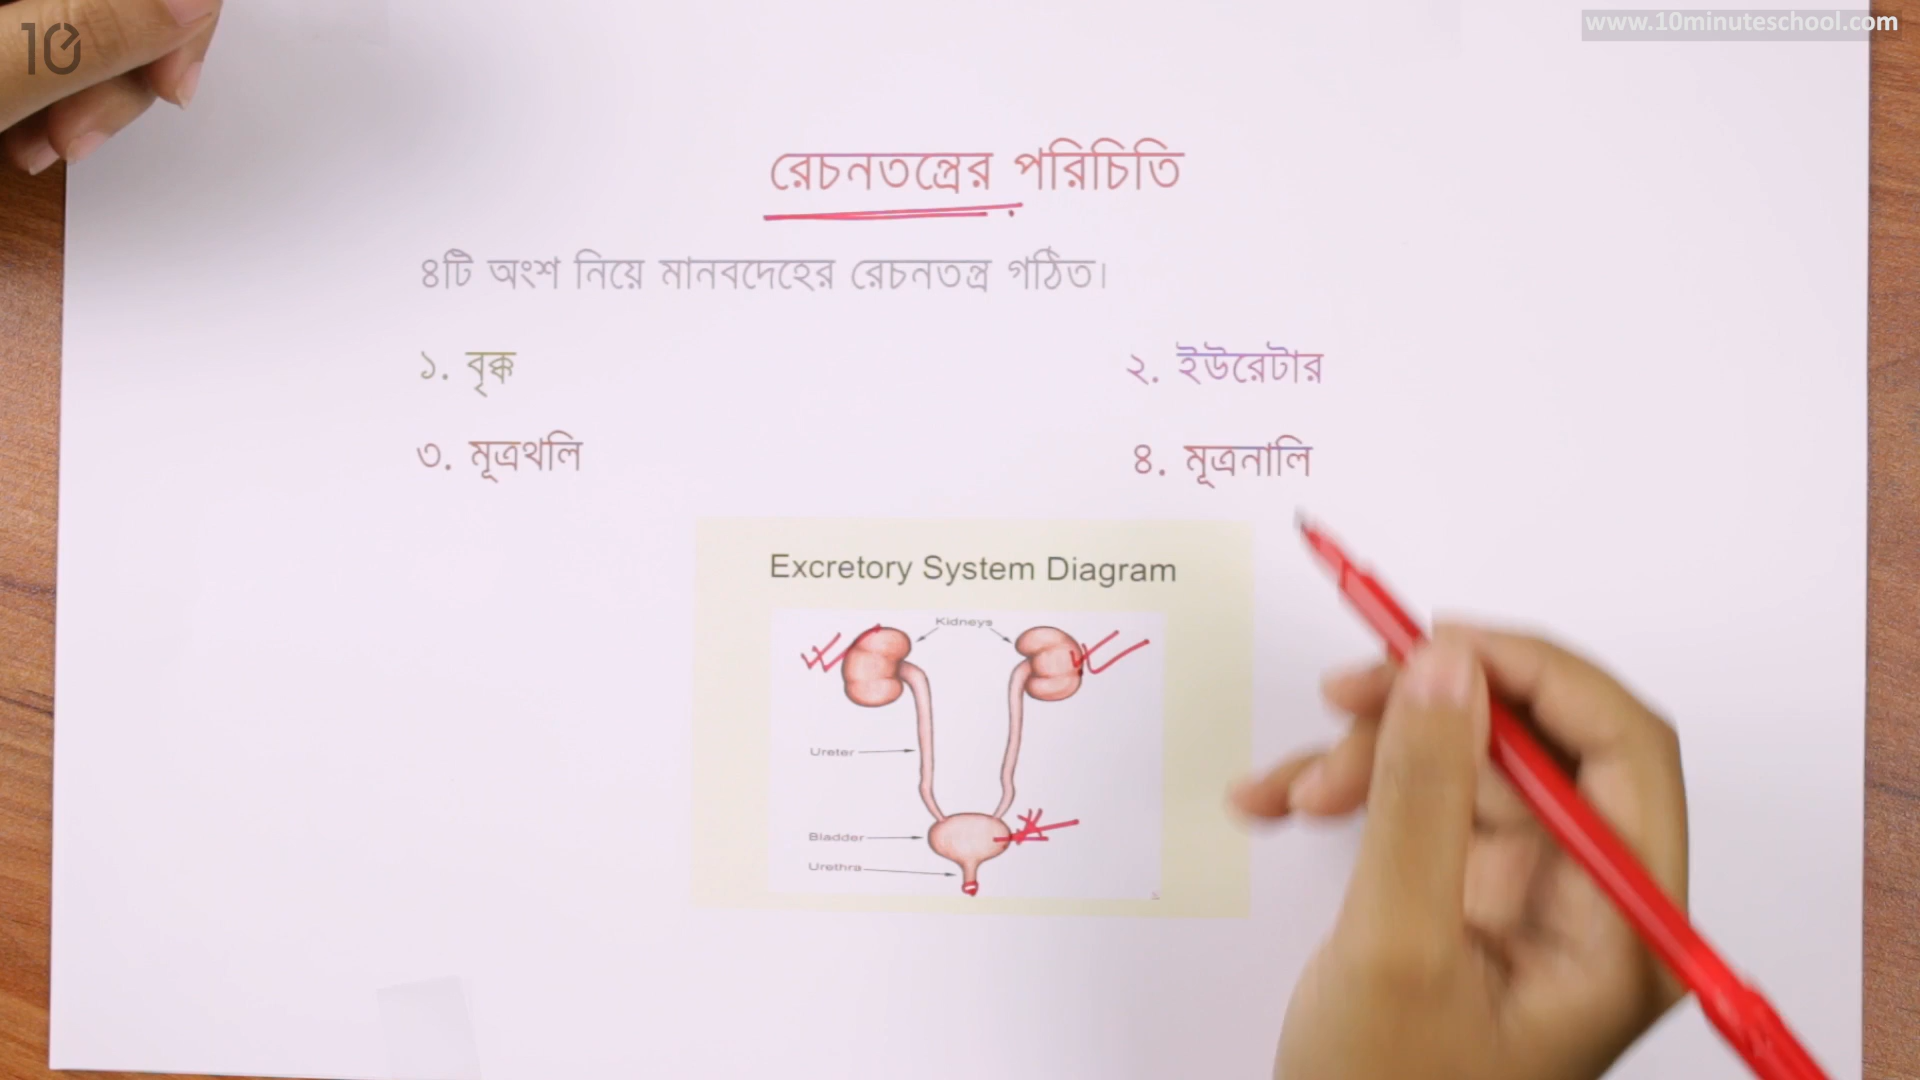 10
www.10minuteschool.com
রেচনতন্ত্রের পরিচিতি
৪টি অংশ নিয়ে মানবদেহের রেচনতন্ত্র গঠিত।
১. বৃক্ক
২. ইউরেটার
৩. মূত্রথলি
৪. মূত্রনালি
Excretory System Diagram
Kidneys
Ureter
Bladder
Urethra